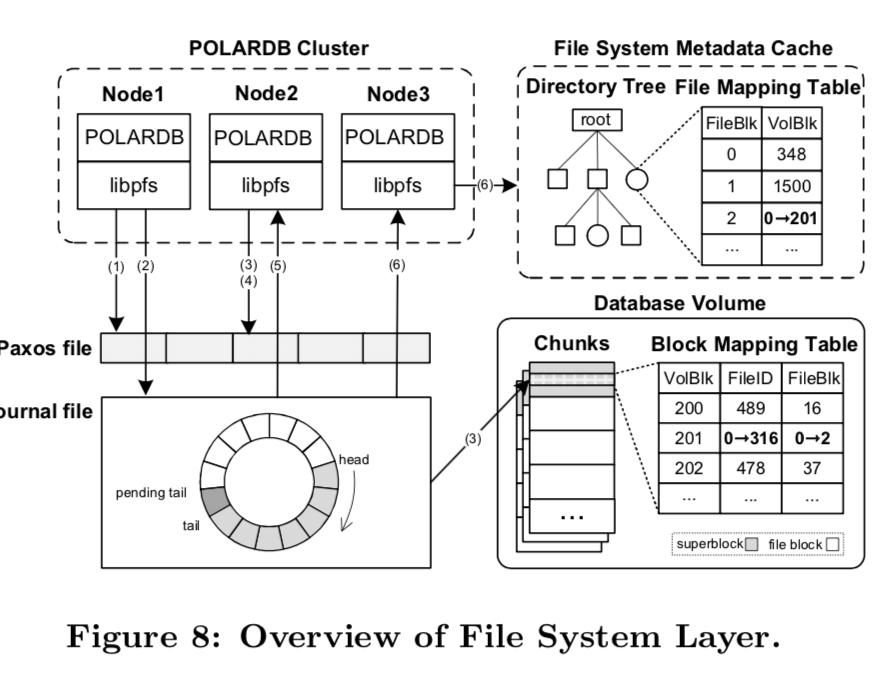 POLARDB Cluster
File System Metadata Cache
Node1 Node2 Node3
POLARDB POLARDB POLARDB
libpfs libpfs libpfs
Directory Tree File Mapping Table
root
FileBlk VolBlk
0 348
1 1500
2 0→201
... ...
(6)
(1) (2) (3) (5) (6)
(4)
Paxos file
ournal file
head
pending tail
tail
(3)
Database Volume
Chunks Block Mapping Table
...
VolBlk FileID FileBlk
200 489 16
201 0→316 0→2
202 478 37
... ... ...
superblock file block
Figure 8: Overview of File System Layer.